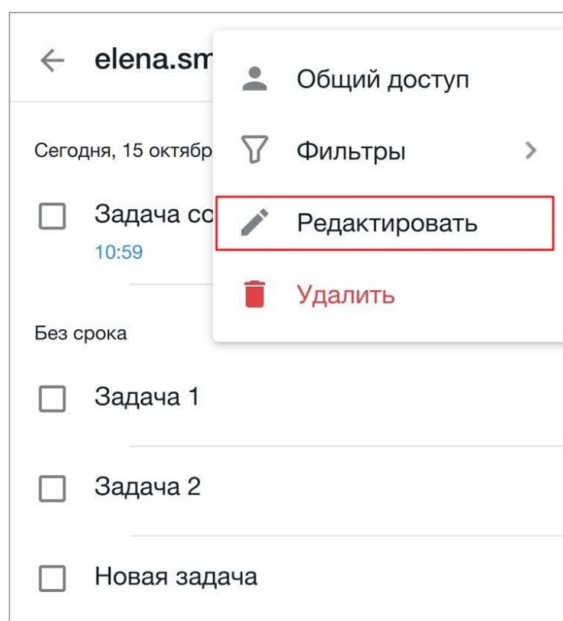 elena.sm
Общий доступ
Фильтры
Редактировать
Удалить
Сегодня, 15 октябр
Задача со
10:59
Без срока
Задача 1
Задача 2
Новая задача